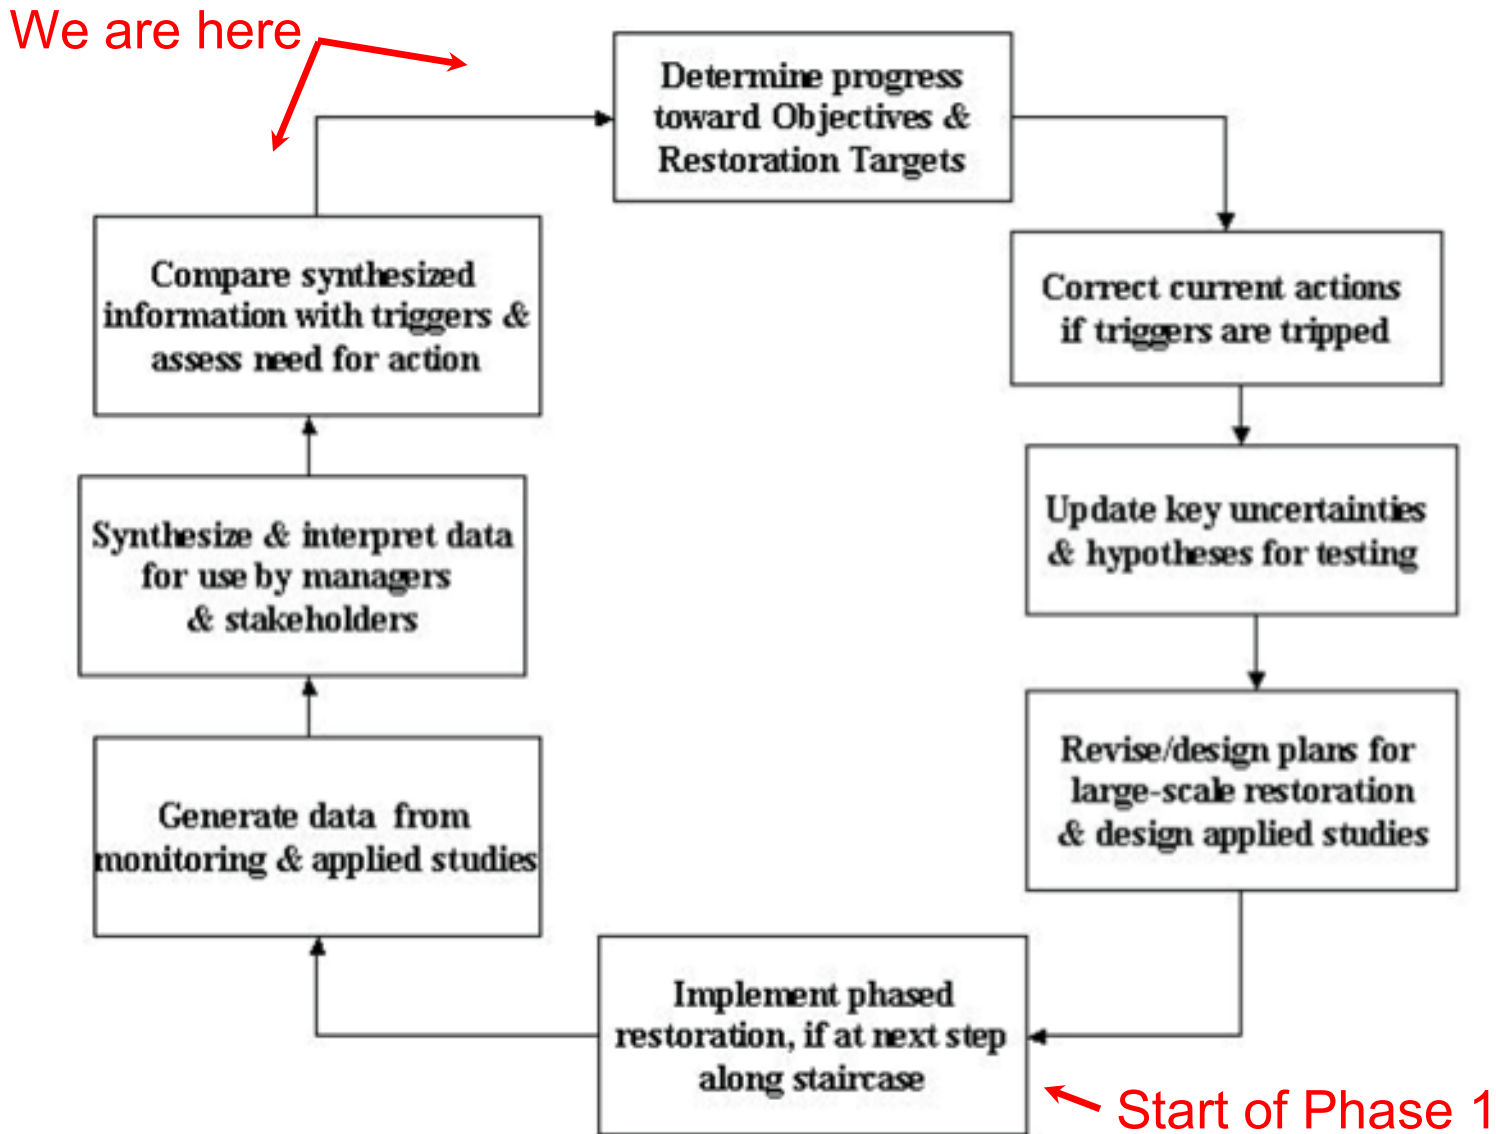 We are here
Determine progress
toward Objectives &
Restoration Targets
Correct current actions
if triggers are tripped
Update key uncertainties
& hypotheses for testing
Revise/design plans for
large-scale restoration
& design applied studies
Implement phased
restoration, if at next step
along staircase
Start of Phase 1
Generate data from
monitoring & applied studies
Synthesize & interpret data
for use by managers
& stakeholders
Compare synthesized
information with triggers &
assess need for action